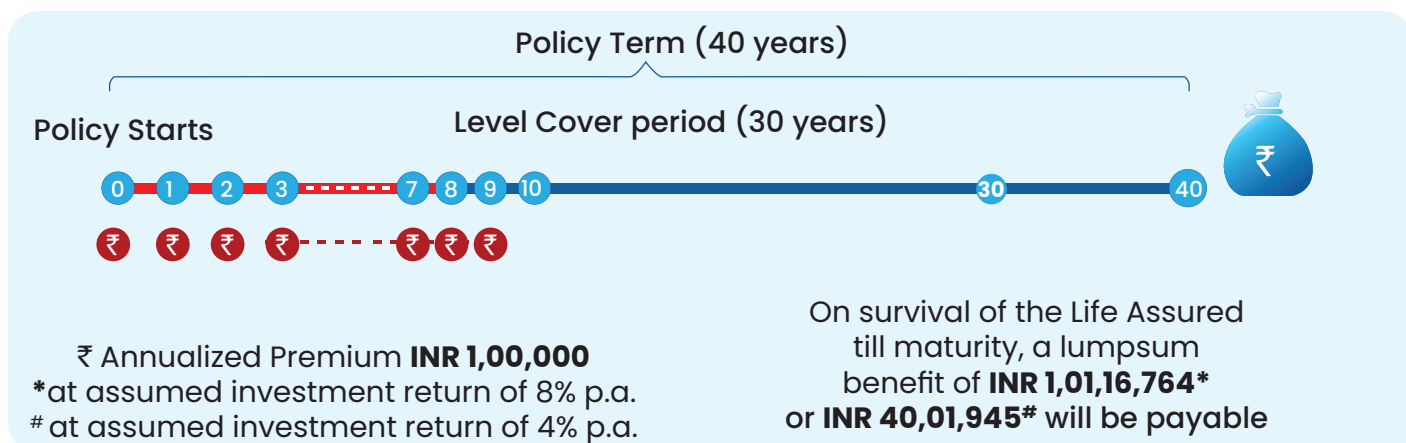 Policy Term (40 years)
Policy Starts
Level Cover period (30 years)
₹
0 1 2 3 7 8 9 10 30 40
₹ ₹ ₹ ₹ ₹ ₹ ₹
₹ Annualized Premium INR 1,00,000
*at assumed investment return of 8% p.a.
# at assumed investment return of 4% p.a.
On survival of the Life Assured
till maturity, a lumpsum
benefit of INR 1,01,16,764*
or INR 40,01,945# will be payable